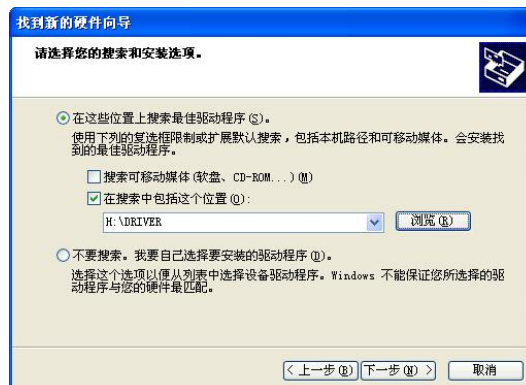 找到新的硬件向导
请选择您的搜索和安装选项。
在这些位置上搜索最佳驱动程序(S)。
使用下列的复选框限制或扩展默认搜索，包括本机路径和可移动媒体。会安装找
到的最佳驱动程序。
搜索可移动媒体(软盘、CD-ROM...)(M)
在搜索中包括这个位置(O):
H:\DRIVER
浏览(R)
不要搜索。我要自己选择要安装的驱动程序(D)。
选择这个选项以便从列表中选择设备驱动程序。Windows 不能保证您所选择的驱
动程序与您的硬件最匹配。
< 上一步(B) 下一步(N) > 取消